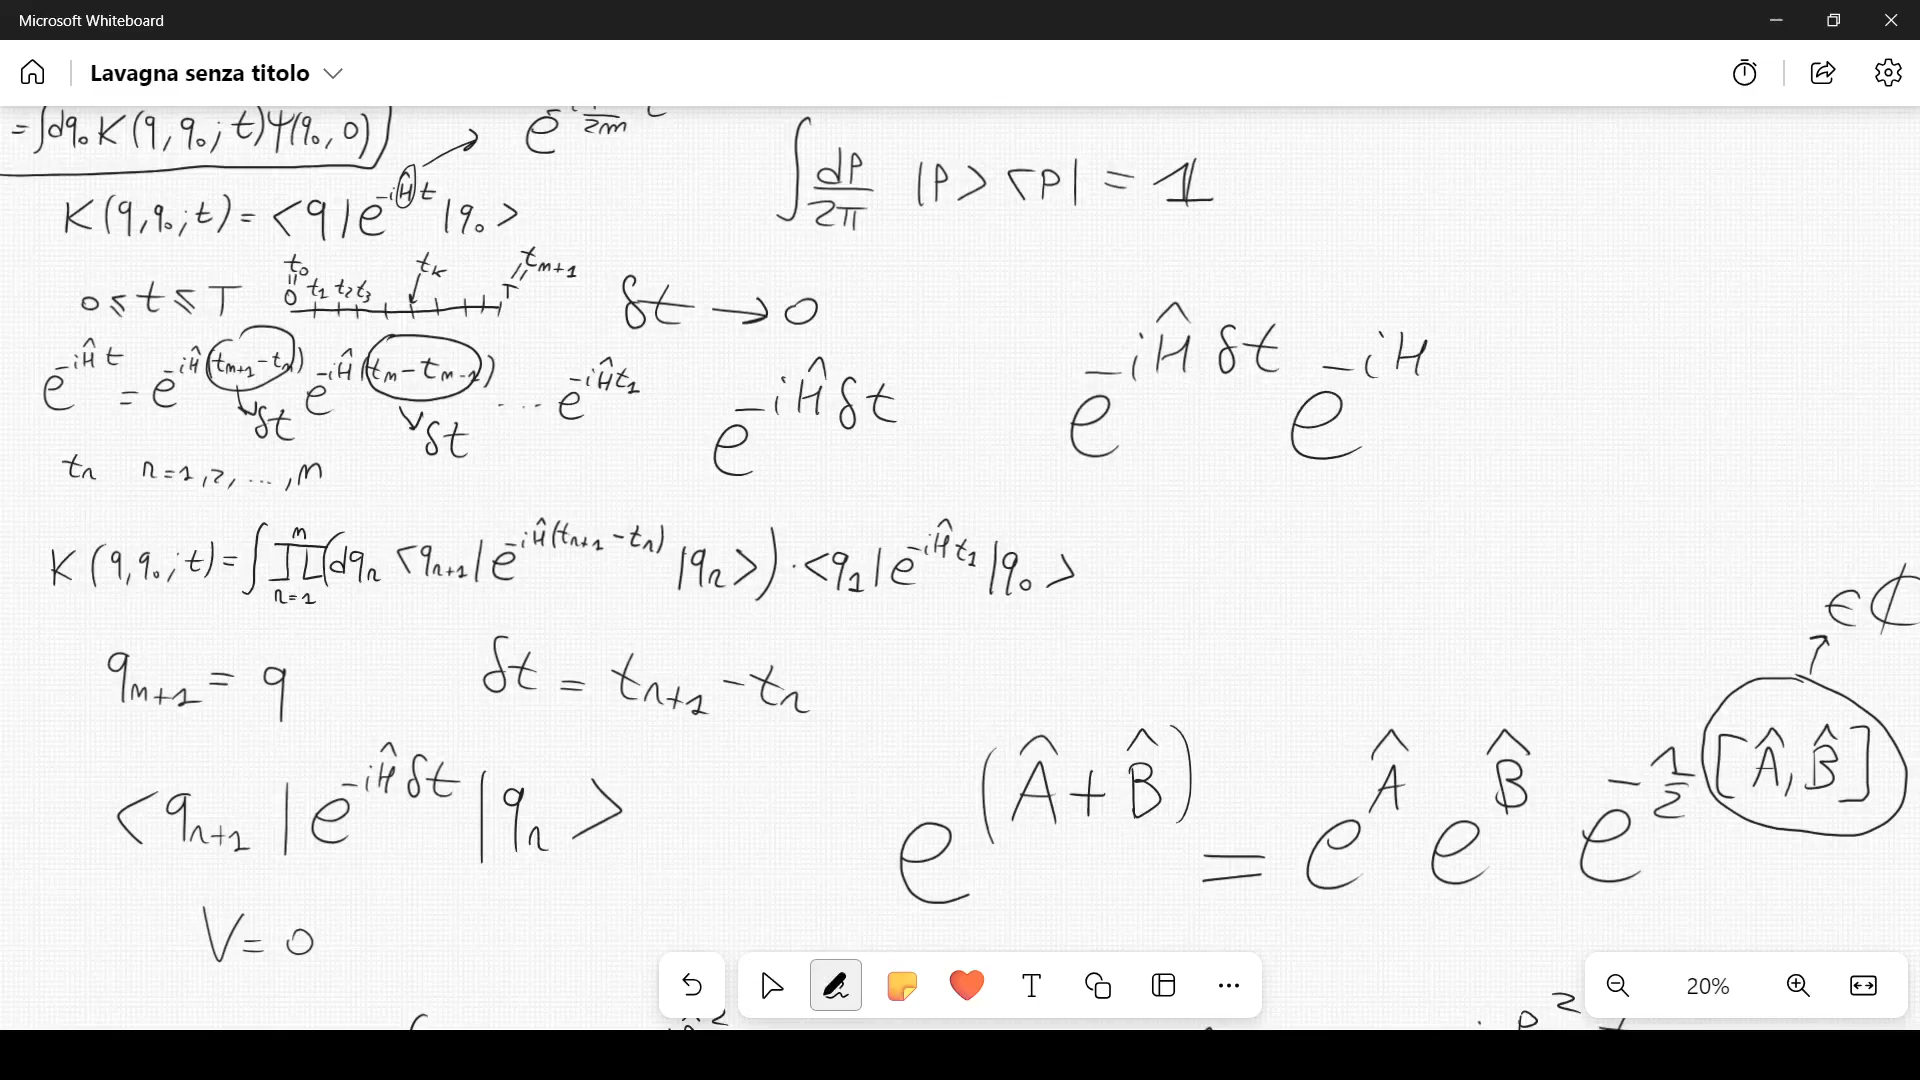 Microsoft Whiteboard
Lavagna senza titolo
= ∫dq₀ K(q, q₀; t) Ψ(q₀, 0)
e 2m t
∫ dp/2π |p> <p| = 𝟙
K(q, q₀; t) = <q| e^{-iĤt} |q₀>
0 ≤ t ≤ T
t₀ = 0 t₁ t₂ t₃ t_K T = t_{m+1}
δt → 0
e^{-iĤt} = e^{-iĤ(t_{m+1} - t_n)} e^{-iĤ(t_m - t_{m-1})} ... e^{-iĤt₁}
δt δt
e^{-iĤδt}
e^{-iĤδt} e^{-iH}
t_n n = 1, 2, ..., m
K(q, q₀; t) = ∫ ∏_{n=1}^{m} (dq_n <q_{n+1}| e^{-iĤ(t_{n+1} - t_n)} |q_n>) · <q₁| e^{-iĤt₁} |q₀>
q_{m+1} = q
δt = t_{n+1} - t_n
∈ ℂ
<q_{n+1} | e^{-iĤδt} | q_n>
e^{(Â+B̂)} = e^{Â} e^{B̂} e^{-1/2 [Â, B̂]}
V = 0
20%